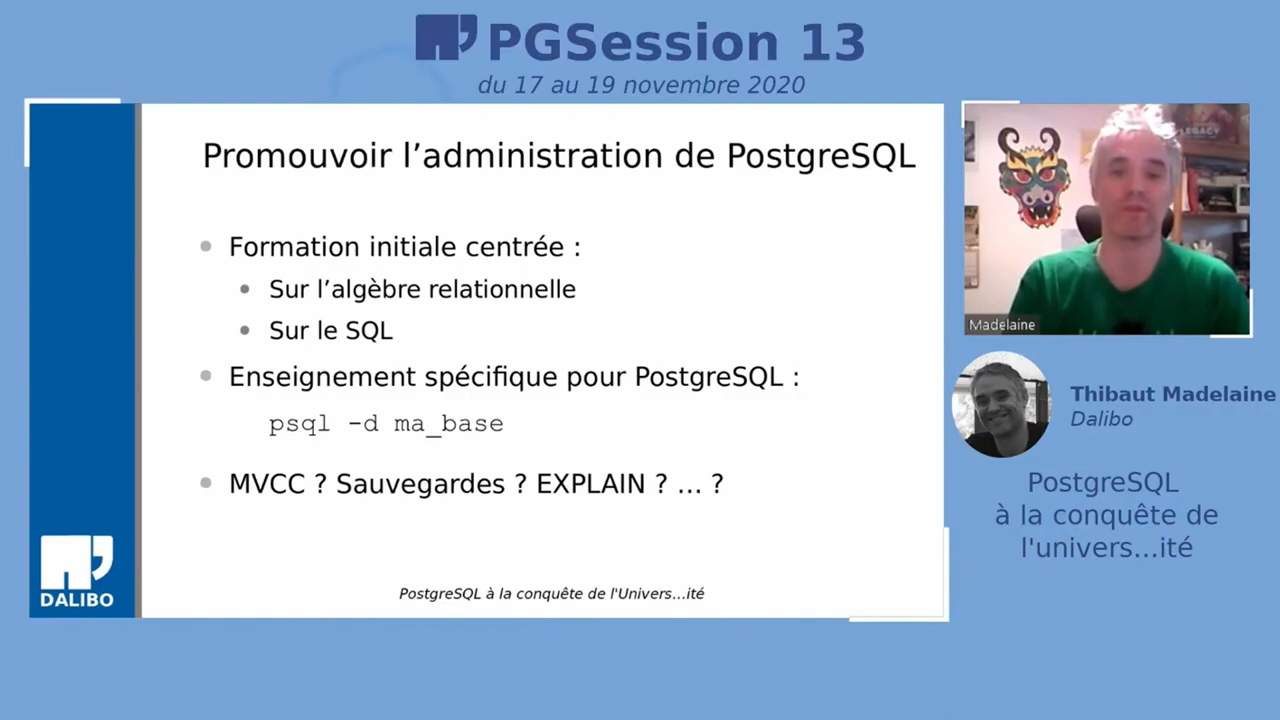 PGSession 13
du 17 au 19 novembre 2020
Promouvoir l’administration de PostgreSQL
Formation initiale centrée :
Sur l’algèbre relationnelle
Sur le SQL
Enseignement spécifique pour PostgreSQL :
psql -d ma_base
MVCC ? Sauvegardes ? EXPLAIN ? … ?
PostgreSQL à la conquête de l'Univers…ité
DALIBO
LEGACY
Madelaine
Thibaut Madelaine
Dalibo
PostgreSQL
à la conquête de
l'univers...ité